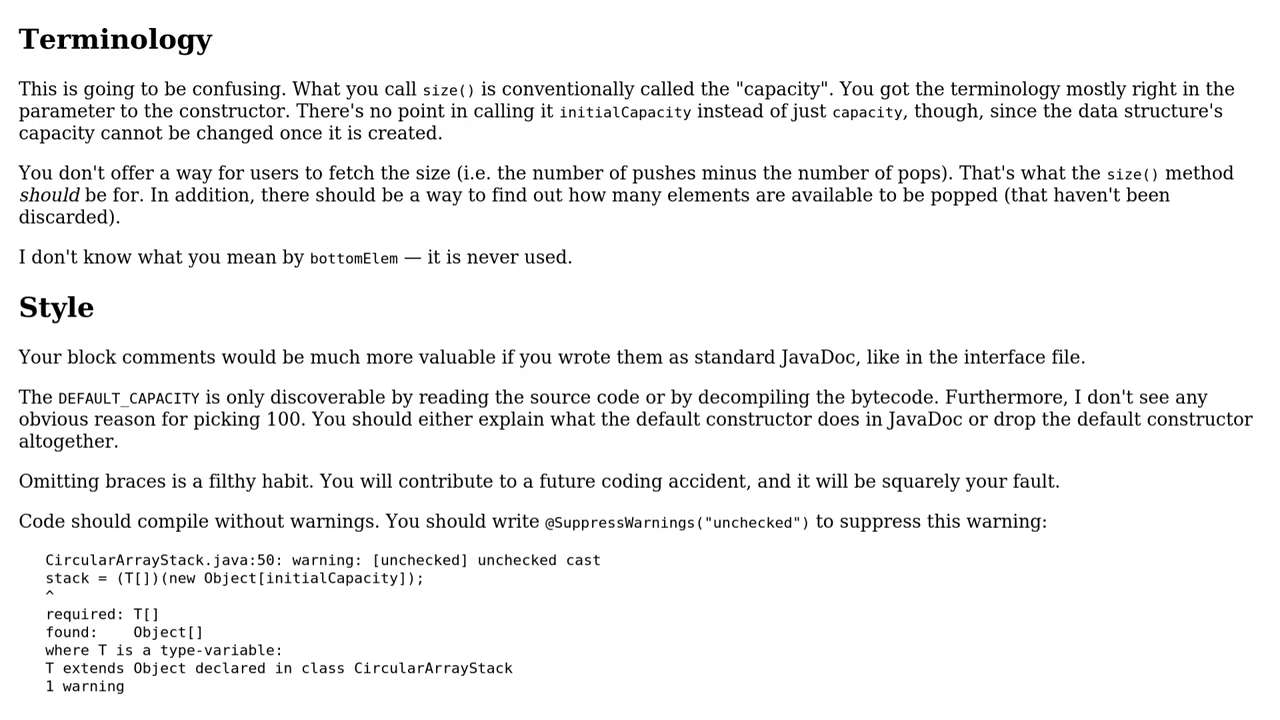 Terminology
This is going to be confusing. What you call size() is conventionally called the "capacity". You got the terminology mostly right in the
parameter to the constructor. There's no point in calling it initialCapacity instead of just capacity, though, since the data structure's
capacity cannot be changed once it is created.
You don't offer a way for users to fetch the size (i.e. the number of pushes minus the number of pops). That's what the size() method
should be for. In addition, there should be a way to find out how many elements are available to be popped (that haven't been
discarded).
I don't know what you mean by bottomElem — it is never used.
Style
Your block comments would be much more valuable if you wrote them as standard JavaDoc, like in the interface file.
The DEFAULT_CAPACITY is only discoverable by reading the source code or by decompiling the bytecode. Furthermore, I don't see any
obvious reason for picking 100. You should either explain what the default constructor does in JavaDoc or drop the default constructor
altogether.
Omitting braces is a filthy habit. You will contribute to a future coding accident, and it will be squarely your fault.
Code should compile without warnings. You should write @SuppressWarnings("unchecked") to suppress this warning:
CircularArrayStack.java:50: warning: [unchecked] unchecked cast
stack = (T[])(new Object[initialCapacity]);
^
required: T[]
found:    Object[]
where T is a type-variable:
T extends Object declared in class CircularArrayStack
1 warning